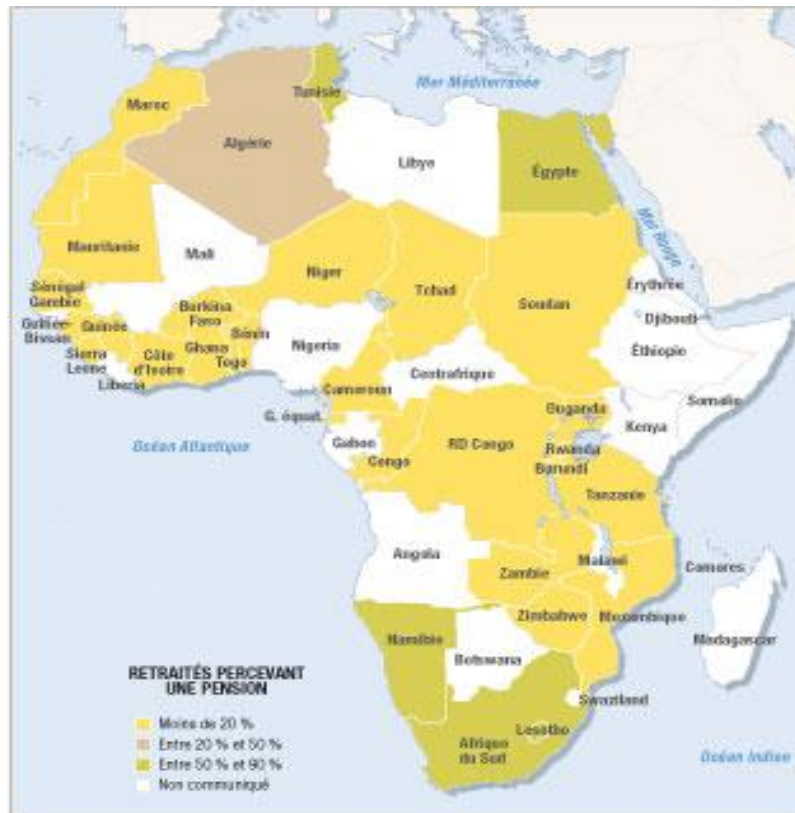 Mer Méditerranée
Maroc
Tunisie
Algérie
Libye
Égypte
Mer Rouge
Mauritanie
Mali
Niger
Tchad
Soudan
Érythrée
Djibouti
Sénégal
Gambie
Guinée-
Bissau
Guinée
Burkina
Faso
Bénin
Sierra
Leone
Liberia
Côte
d'Ivoire
Ghana
Togo
Nigeria
Centrafrique
Éthiopie
Somalie
Cameroun
G. équat.
Ouganda
Kenya
Océan Atlantique
Gabon
Congo
RD Congo
Rwanda
Burundi
Tanzanie
Angola
Zambie
Malawi
Comores
Zimbabwe
Mozambique
Madagascar
Namibie
Botswana
Swaziland
Lesotho
Afrique
du Sud
Océan Indien
RETRAITÉS PERCEVANT
UNE PENSION
Moins de 20 %
Entre 20 % et 50 %
Entre 50 % et 90 %
Non communiqué